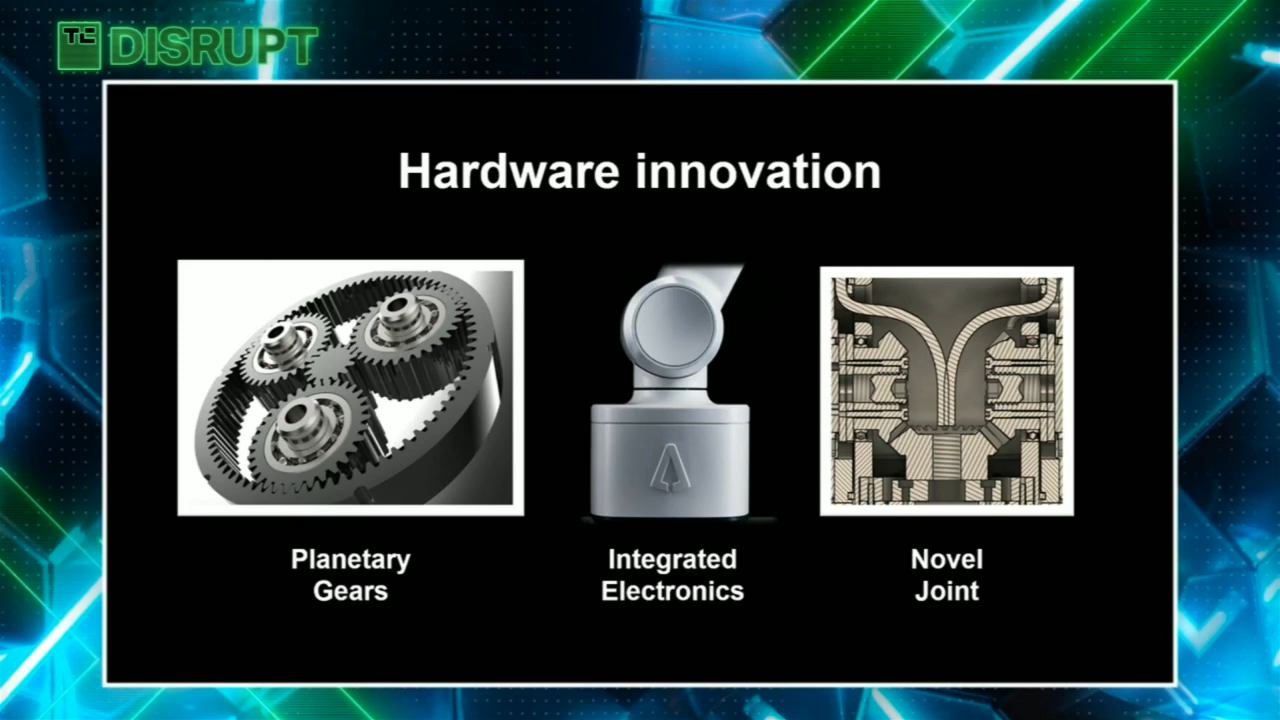 TC DISRUPT
Hardware innovation
Planetary
Gears
Integrated
Electronics
Novel
Joint